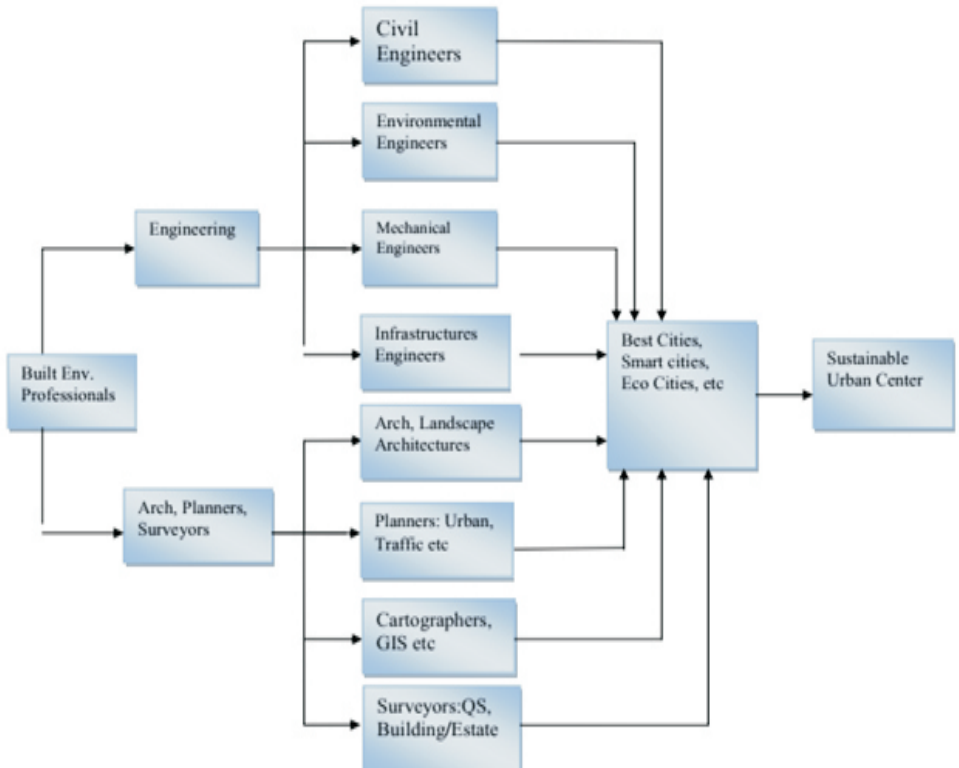 Civil
Engineers
Environmental
Engineers
Engineering
Mechanical
Engineers
Infrastructures
Engineers
Built Env.
Professionals
Best Cities,
Smart cities,
Eco Cities, etc
Sustainable
Urban Center
Arch, Landscape
Architectures
Arch, Planners,
Surveyors
Planners: Urban,
Traffic etc
Cartographers,
GIS etc
Surveyors:QS,
Building/Estate